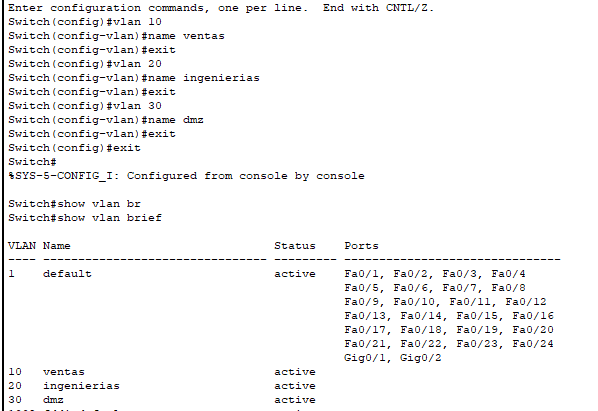 Enter configuration commands, one per line.  End with CNTL/Z.
Switch(config)#vlan 10
Switch(config-vlan)#name ventas
Switch(config-vlan)#exit
Switch(config)#vlan 20
Switch(config-vlan)#name ingenierias
Switch(config-vlan)#exit
Switch(config)#vlan 30
Switch(config-vlan)#name dmz
Switch(config-vlan)#exit
Switch(config)#exit
Switch#
%SYS-5-CONFIG_I: Configured from console by console
Switch#show vlan br
Switch#show vlan brief
VLAN Name                             Status    Ports
---- -------------------------------- --------- -------------------------------
1    default                          active    Fa0/1, Fa0/2, Fa0/3, Fa0/4
                                                Fa0/5, Fa0/6, Fa0/7, Fa0/8
                                                Fa0/9, Fa0/10, Fa0/11, Fa0/12
                                                Fa0/13, Fa0/14, Fa0/15, Fa0/16
                                                Fa0/17, Fa0/18, Fa0/19, Fa0/20
                                                Fa0/21, Fa0/22, Fa0/23, Fa0/24
                                                Gig0/1, Gig0/2
10   ventas                           active
20   ingenierias                      active
30   dmz                              active